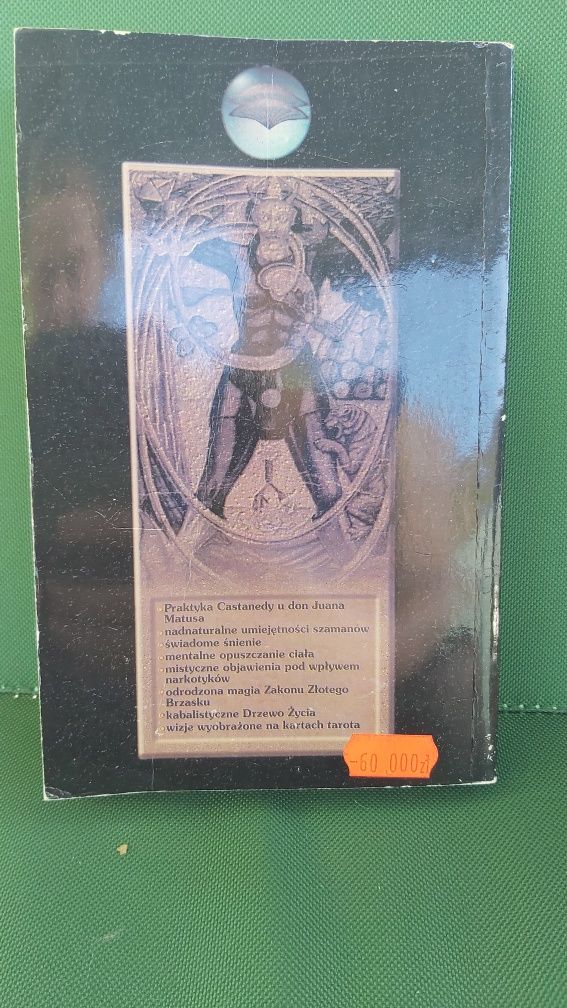 Praktyka Castanedy u don Juana
Matusa
nadnaturalne umiejętności szamanów
świadome śnienie
mentalne opuszczanie ciała
mistyczne objawienia pod wpływem
narkotyków
odrodzona magia Zakonu Złotego
Brzasku
kabalistyczne Drzewo Życia
wizje wyobrażone na kartach tarota
-60 000zł